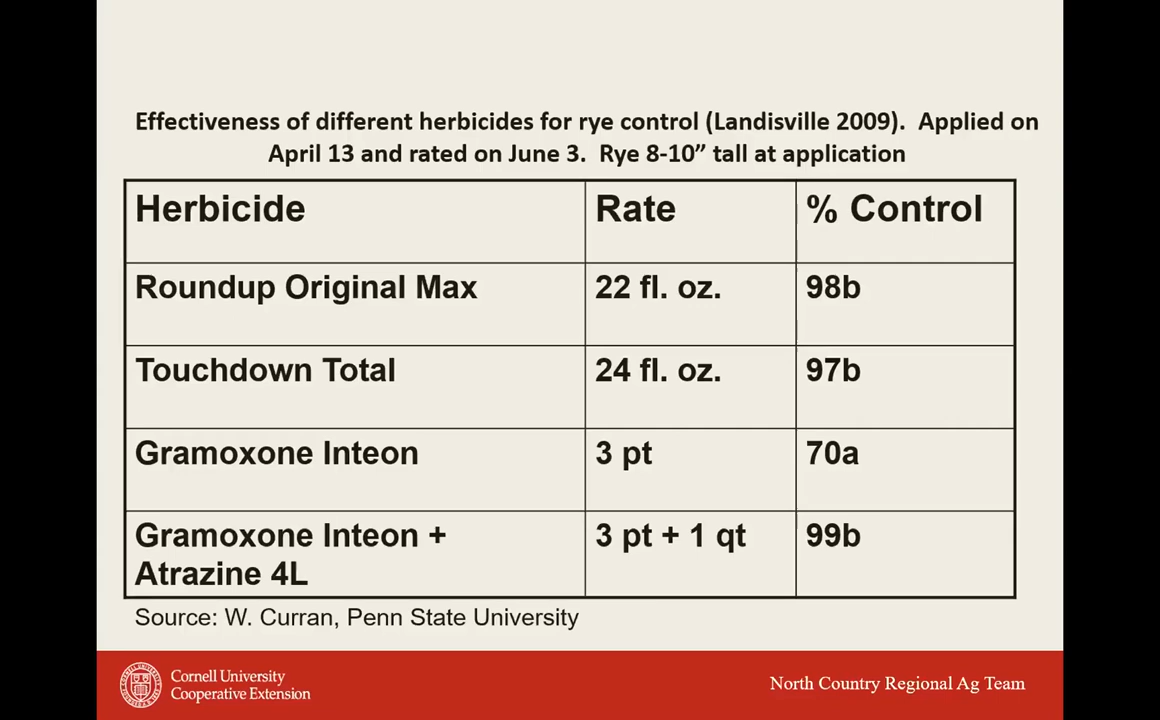 Effectiveness of different herbicides for rye control (Landisville 2009).  Applied on
April 13 and rated on June 3.  Rye 8-10” tall at application
Herbicide Rate % Control
Roundup Original Max 22 fl. oz. 98b
Touchdown Total 24 fl. oz. 97b
Gramoxone Inteon 3 pt 70a
Gramoxone Inteon + 3 pt + 1 qt 99b
Atrazine 4L
Source: W. Curran, Penn State University
Cornell University
Cooperative Extension
North Country Regional Ag Team